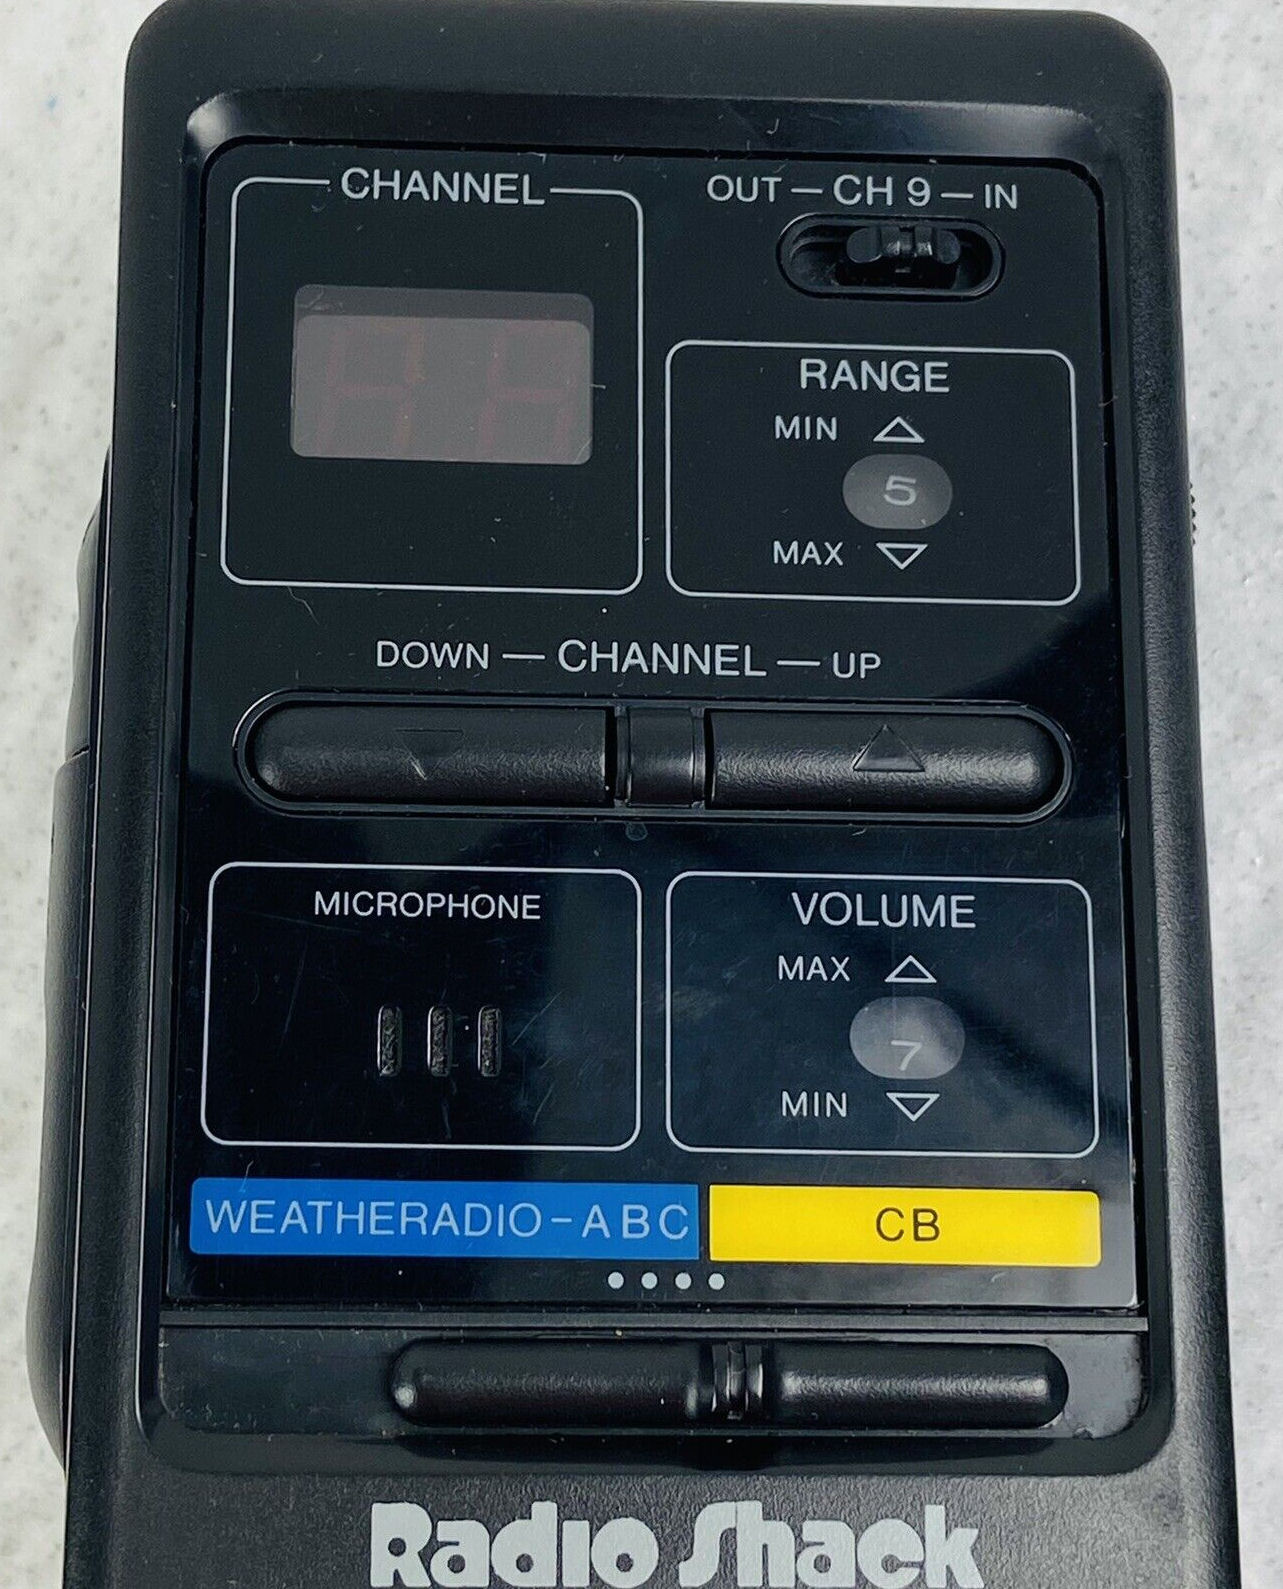 CHANNEL
OUT — CH 9 — IN
RANGE
MIN
5
MAX
DOWN — CHANNEL — UP
MICROPHONE
VOLUME
MAX
7
MIN
WEATHERADIO-ABC
CB
Radio Shack